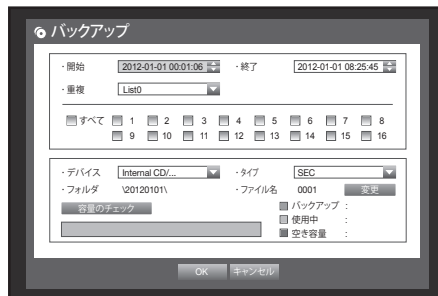 バックアップ
・開始 2012-01-01 00:01:06 ・終了 2012-01-01 08:25:45
・重複 List0
すべて 1 2 3 4 5 6 7 8
9 10 11 12 13 14 15 16
・デバイス Internal CD/... ・タイプ SEC
・フォルダ \20120101\ ・ファイル名 0001 変更
容量のチェック バックアップ :
使用中 :
空き容量 :
OK キャンセル